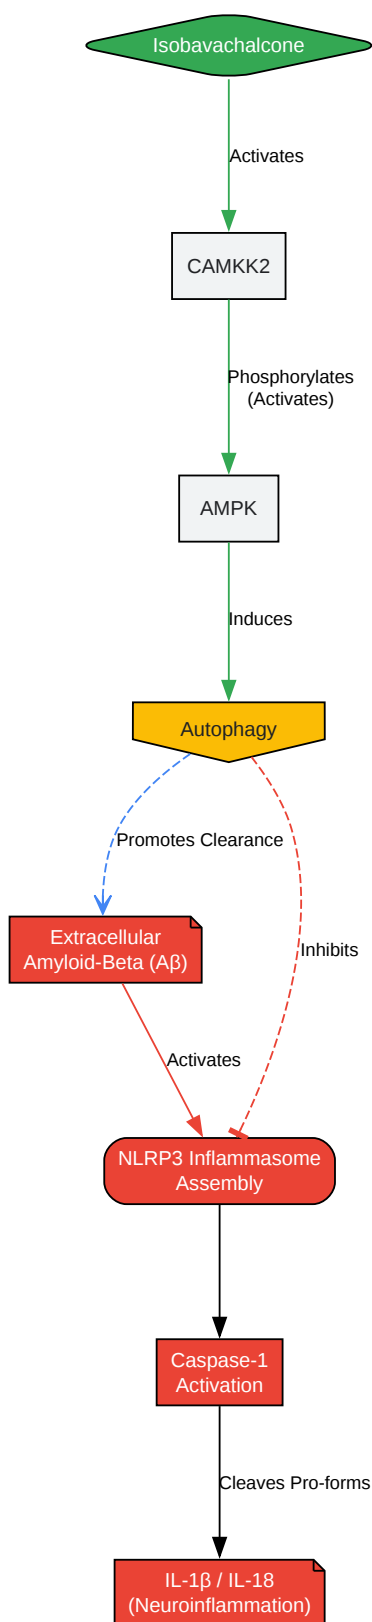 Isobavachalcone
Activates
CAMKK2
Phosphorylates
(Activates)
AMPK
Induces
Autophagy
Promotes Clearance
Extracellular
Amyloid-Beta (Aβ)
Inhibits
Activates
NLRP3 Inflammasome
Assembly
Caspase-1
Activation
Cleaves Pro-forms
IL-1β / IL-18
(Neuroinflammation)